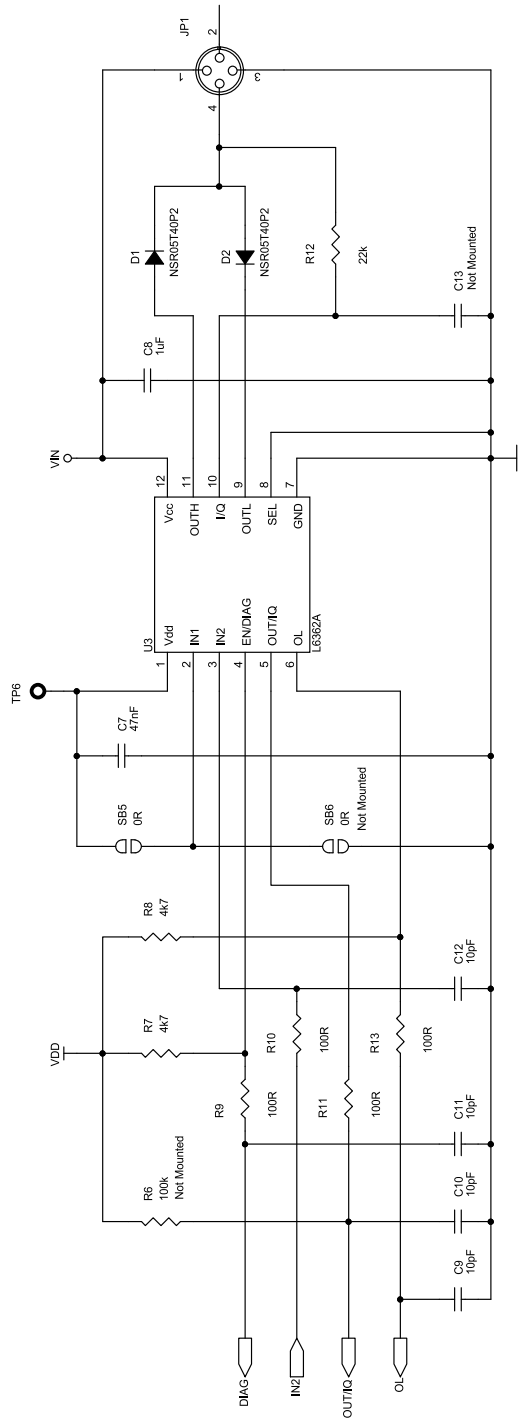 JP1
2
1
3
4
D1
NSR05T40P2
D2
NSR05T40P2
R12
22k
C13
Not Mounted
C8
1uF
VIN
12
11
10
9
8
7
Vcc
OUTH
I/Q
OUTL
SEL
GND
U3
L6362A
Vdd
IN1
IN2
EN/DIAG
OUT/IQ
OL
1
2
3
4
5
6
TP6
C7
47nF
SB5
0R
SB6
0R
Not Mounted
R8
4k7
R7
4k7
VDD
R6
100k
Not Mounted
R9
100R
R10
100R
R11
100R
R13
100R
C12
10pF
C11
10pF
C10
10pF
C9
10pF
DIAG
IN2
OUT/IQ
OL